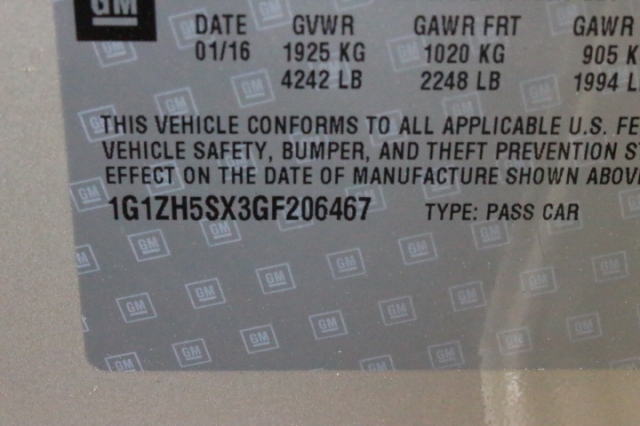 GM
DATE GVWR GAWR FRT GAWR
01/16 1925 KG 1020 KG 905 K
4242 LB 2248 LB 1994 L
THIS VEHICLE CONFORMS TO ALL APPLICABLE U.S. FE
VEHICLE SAFETY, BUMPER, AND THEFT PREVENTION S
EFFECT ON THE DATE OF MANUFACTURE SHOWN ABOV
1G1ZH5SX3GF206467 TYPE: PASS CAR